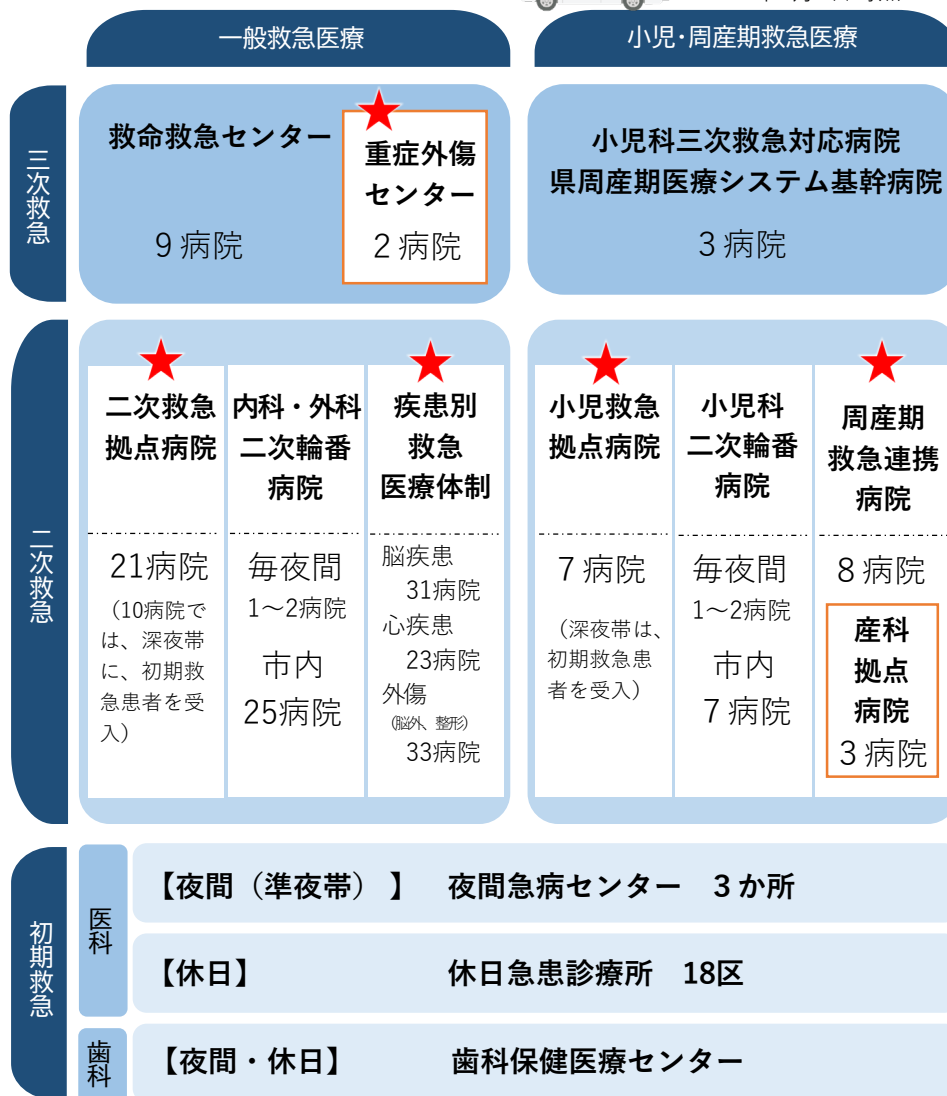 一般救急医療
小児・周産期救急医療
三次救急
救命救急センター
9病院
重症外傷
センター
2病院
小児科三次救急対応病院
県周産期医療システム基幹病院
3病院
二次救急
二次救急
拠点病院
21病院
(10病院で
は、深夜帯
に、初期救
急患者を受
入)
内科・外科
二次輪番
病院
毎夜間
1~2病院
市内
25病院
疾患別
救急
医療体制
脳疾患
31病院
心疾患
23病院
外傷
(脳外、整形)
33病院
小児救急
拠点病院
7病院
(深夜帯は、
初期救急患
者を受入)
小児科
二次輪番
病院
毎夜間
1~2病院
市内
7病院
周産期
救急連携
病院
8病院
産科
拠点
病院
3病院
初期救急
医科
【夜間(準夜帯)】 夜間急病センター 3か所
【休日】 休日急患診療所 18区
歯科
【夜間・休日】 歯科保健医療センター